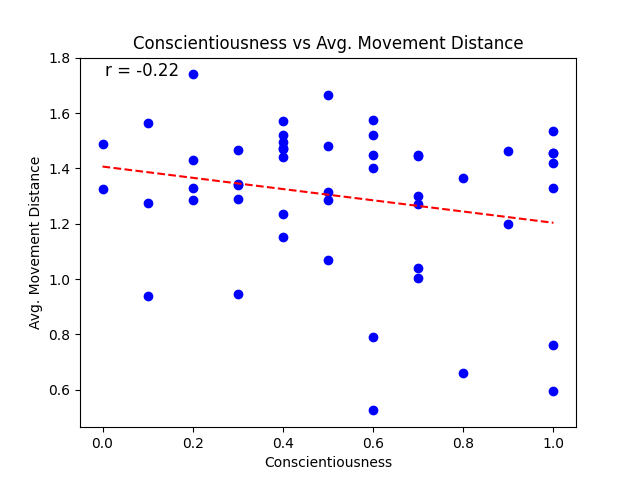 Conscientiousness vs Avg. Movement Distance
r = -0.22
Avg. Movement Distance
1.8
1.6
1.4
1.2
1.0
0.8
0.6
0.0 0.2 0.4 0.6 0.8 1.0
Conscientiousness